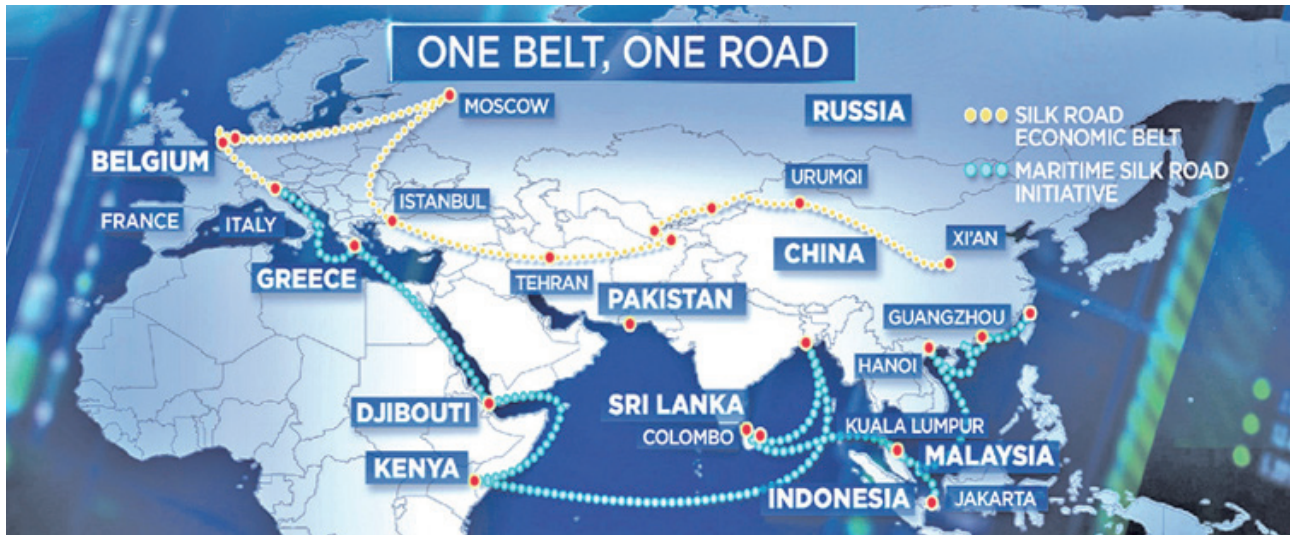 ONE BELT, ONE ROAD
MOSCOW
RUSSIA
SILK ROAD
ECONOMIC BELT
MARITIME SILK ROAD
INITIATIVE
BELGIUM
URUMQI
FRANCE
ITALY
ISTANBUL
XI'AN
CHINA
GREECE
TEHRAN
PAKISTAN
GUANGZHOU
HANOI
DJIBOUTI
SRI LANKA
COLOMBO
KUALA LUMPUR
KENYA
MALAYSIA
INDONESIA
JAKARTA